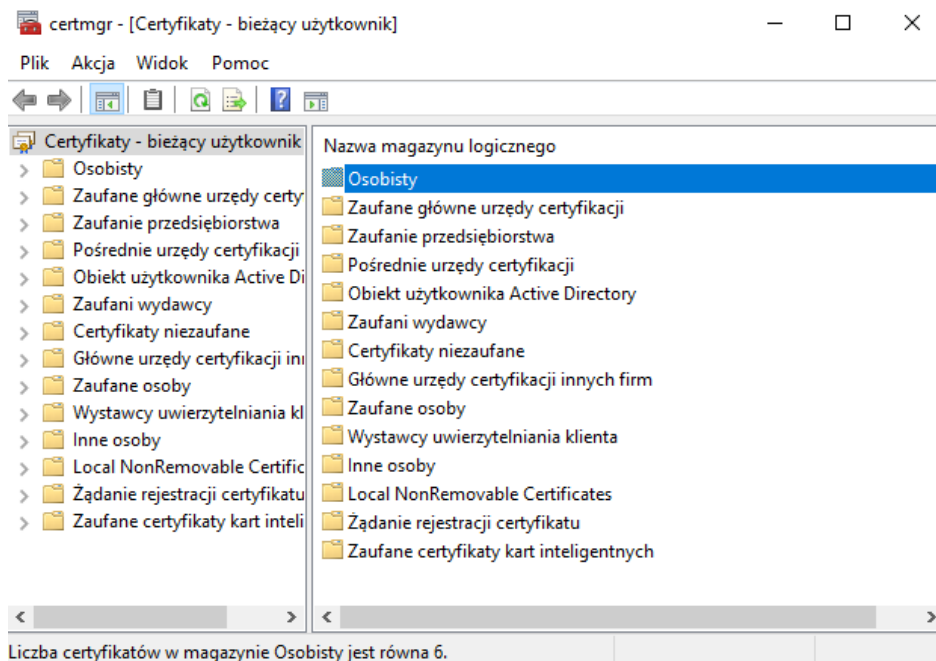 certmgr - [Certyfikaty - bieżący użytkownik]
Plik Akcja Widok Pomoc
Certyfikaty - bieżący użytkownik
Osobisty
Zaufane główne urzędy certy
Zaufanie przedsiębiorstwa
Pośrednie urzędy certyfikacji
Obiekt użytkownika Active Di
Zaufani wydawcy
Certyfikaty niezaufane
Główne urzędy certyfikacji inn
Zaufane osoby
Wystawcy uwierzytelniania kl
Inne osoby
Local NonRemovable Certific
Żądanie rejestracji certyfikatu
Zaufane certyfikaty kart inteli
Nazwa magazynu logicznego
Osobisty
Zaufane główne urzędy certyfikacji
Zaufanie przedsiębiorstwa
Pośrednie urzędy certyfikacji
Obiekt użytkownika Active Directory
Zaufani wydawcy
Certyfikaty niezaufane
Główne urzędy certyfikacji innych firm
Zaufane osoby
Wystawcy uwierzytelniania klienta
Inne osoby
Local NonRemovable Certificates
Żądanie rejestracji certyfikatu
Zaufane certyfikaty kart inteligentnych
Liczba certyfikatów w magazynie Osobisty jest równa 6.